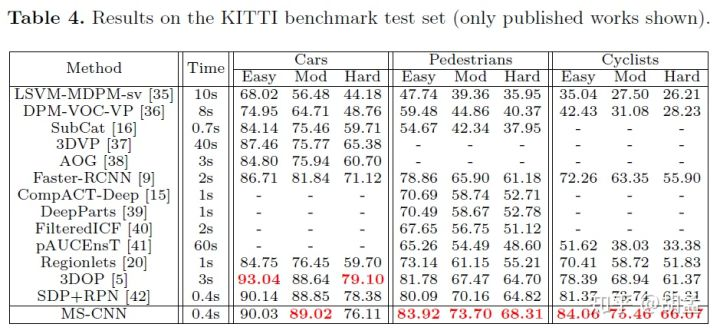 Table 4. Results on the KITTI benchmark test set (only published works shown).
Method Time Cars Pedestrians Cyclists
Easy Mod Hard Easy Mod Hard Easy Mod Hard
LSVM-MDPM-sv [35] 10s 68.02 56.48 44.18 47.74 39.36 35.95 35.04 27.50 26.21
DPM-VOC-VP [36] 8s 74.95 64.71 48.76 59.48 44.86 40.37 42.43 31.08 28.23
SubCat [16] 0.7s 84.14 75.46 59.71 54.67 42.34 37.95 - - -
3DVP [37] 40s 87.46 75.77 65.38 - - - - - -
AOG [38] 3s 84.80 75.94 60.70 - - - - - -
Faster-RCNN [9] 2s 86.71 81.84 71.12 78.86 65.90 61.18 72.26 63.35 55.90
CompACT-Deep [15] 1s - - - 70.69 58.74 52.71 - - -
DeepParts [39] 1s - - - 70.49 58.67 52.78 - - -
FilteredICF [40] 2s - - - 67.65 56.75 51.12 - - -
pAUCEnsT [41] 60s - - - 65.26 54.49 48.60 51.62 38.03 33.38
Regionlets [20] 1s 84.75 76.45 59.70 73.14 61.15 55.21 70.41 58.72 51.83
3DOP [5] 3s 93.04 88.64 79.10 81.78 67.47 64.70 78.39 68.94 61.37
SDP+RPN [42] 0.4s 90.14 88.85 78.38 80.09 70.16 64.82 81.37
MS-CNN 0.4s 90.03 89.02 76.11 83.92 73.70 68.31 84.06 75.46 66.07